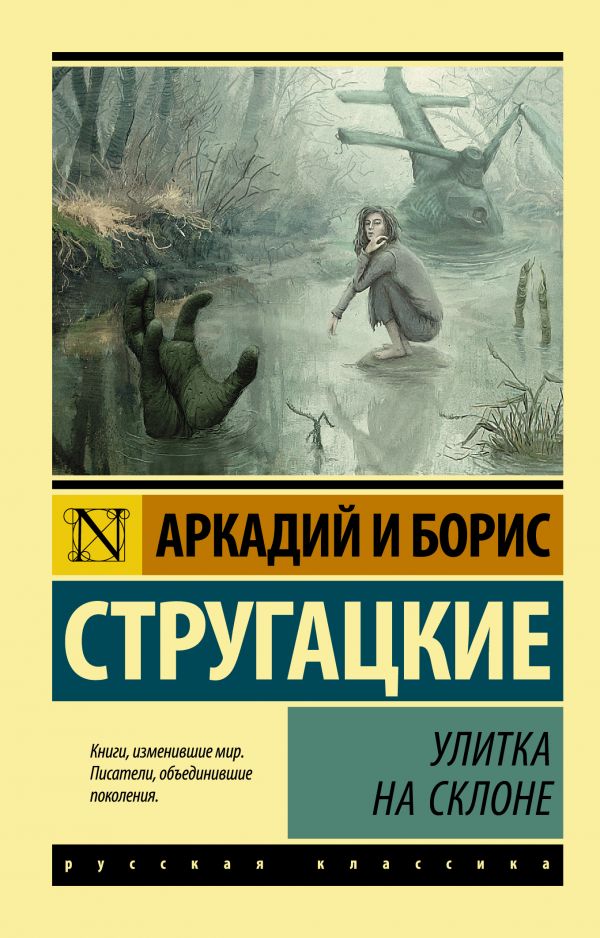 N
АРКАДИЙ И БОРИС
СТРУГАЦКИЕ
УЛИТКА
НА СКЛОНЕ
Книги, изменившие мир.
Писатели, объединившие
поколения.
русская классика